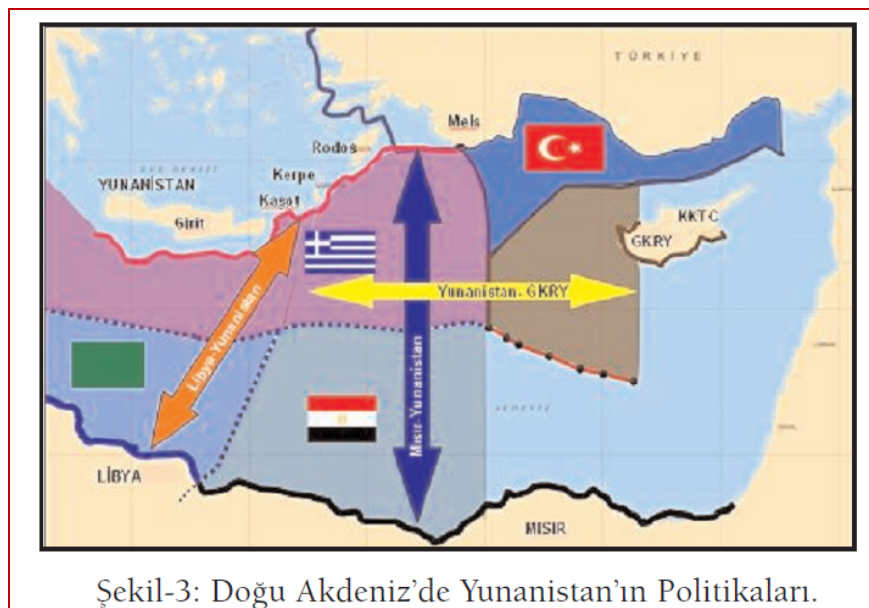 TÜRKİYE
Meis
Rodos
Kerpe
YUNANİSTAN
Kaşot
Girit
KKTC
GKRY
Yunanistan- GKRY
Libya-Yunanistan
Mısır-Yunanistan
LİBYA
MISIR
Şekil-3: Doğu Akdeniz’de Yunanistan’ın Politikaları.